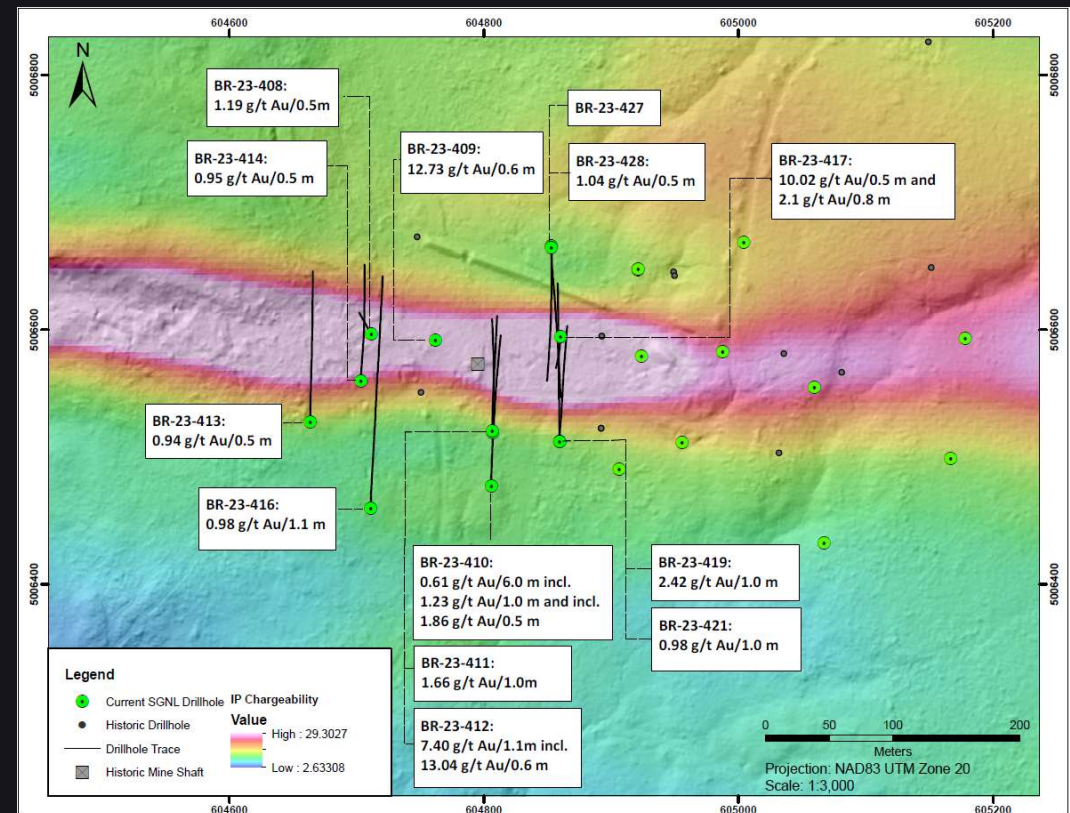 604600
604800
605000
605200
N
5006800
5006800
BR-23-408:
1.19 g/t Au/0.5m
BR-23-427
BR-23-409:
12.73 g/t Au/0.6 m
BR-23-414:
0.95 g/t Au/0.5 m
BR-23-428:
1.04 g/t Au/0.5 m
BR-23-417:
10.02 g/t Au/0.5 m and
2.1 g/t Au/0.8 m
5006600
5006600
BR-23-413:
0.94 g/t Au/0.5 m
BR-23-416:
0.98 g/t Au/1.1 m
BR-23-410:
0.61 g/t Au/6.0 m incl.
1.23 g/t Au/1.0 m and incl.
1.86 g/t Au/0.5 m
BR-23-419:
2.42 g/t Au/1.0 m
5006400
5006400
BR-23-421:
0.98 g/t Au/1.0 m
BR-23-411:
1.66 g/t Au/1.0m
BR-23-412:
7.40 g/t Au/1.1m incl.
13.04 g/t Au/0.6 m
Legend
Current SGNL Drillhole
Historic Drillhole
Drillhole Trace
Historic Mine Shaft
IP Chargeability
Value
High : 29.3027
Low : 2.63308
0 50 100 200
Meters
Projection: NAD83 UTM Zone 20
Scale: 1:3,000
604600
604800
605000
605200